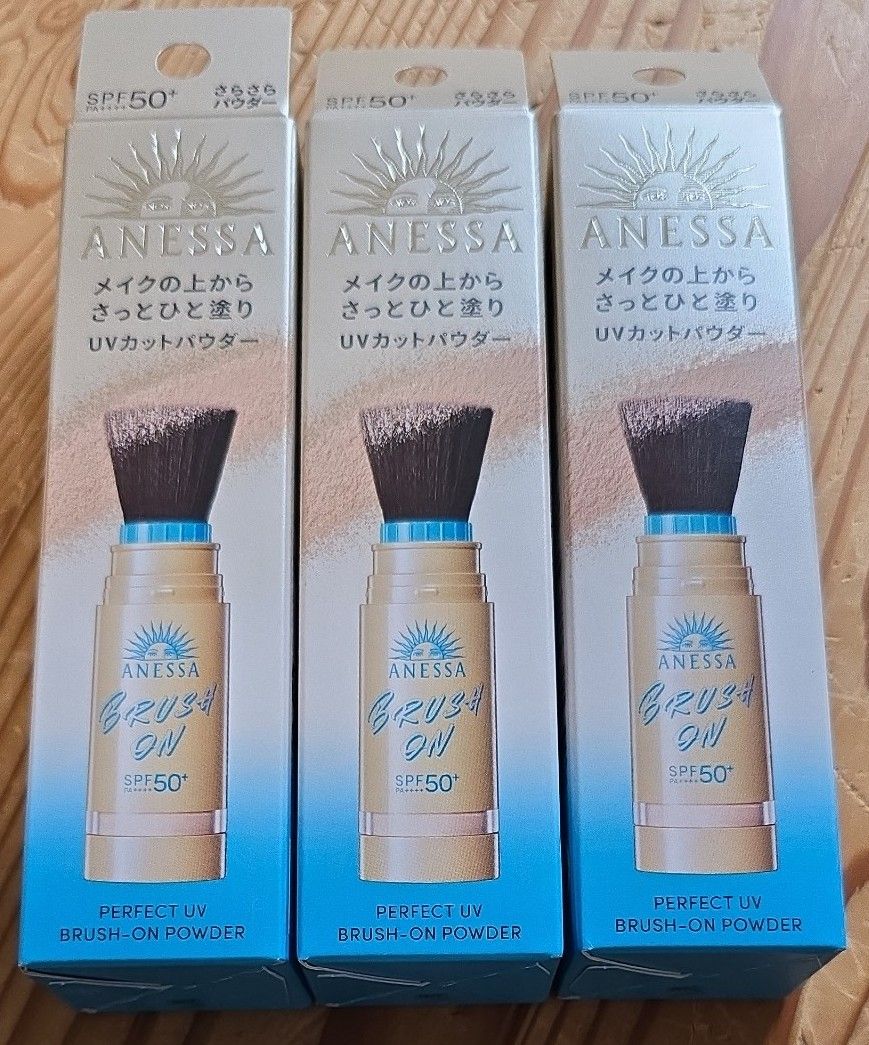 SPF50+ さらさら
PA++++ パウダー
ANESSA
メイクの上から
さっとひと塗り
UVカットパウダー
ANESSA
BRUSH
ON
SPF50+
PA++++
PERFECT UV
BRUSH-ON POWDER
SPF50+ さらさら
PA++++ パウダー
ANESSA
メイクの上から
さっとひと塗り
UVカットパウダー
ANESSA
BRUSH
ON
SPF50+
PA++++
PERFECT UV
BRUSH-ON POWDER
SPF50+ さらさら
PA++++ パウダー
ANESSA
メイクの上から
さっとひと塗り
UVカットパウダー
ANESSA
BRUSH
ON
SPF50+
PA++++
PERFECT UV
BRUSH-ON POWDER